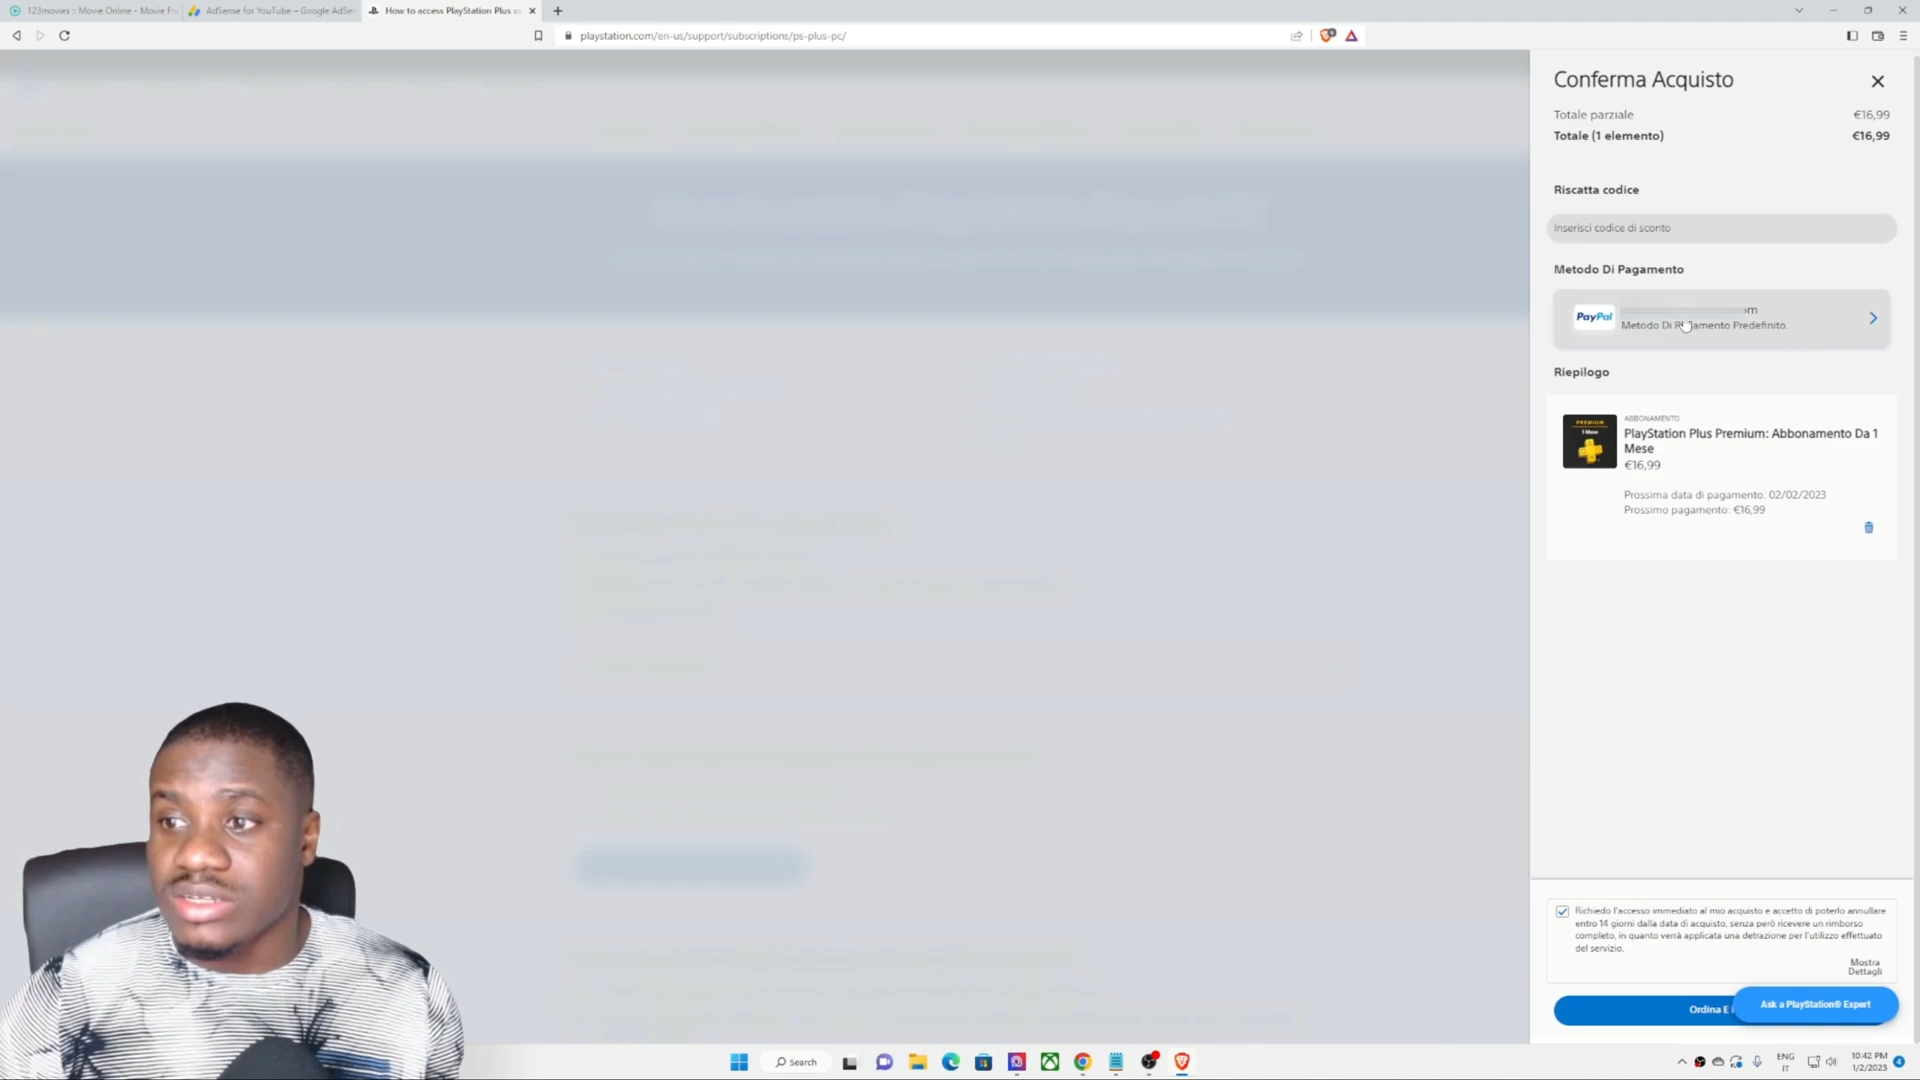 123movies :: Movie Online - Movie Fr
AdSense for YouTube – Google AdSen
How to access PlayStation Plus o
playstation.com/en-us/support/subscriptions/ps-plus-pc/
Conferma Acquisto
Totale parziale €16,99
Totale (1 elemento) €16,99
Riscatta codice
Inserisci codice di sconto
Metodo Di Pagamento
PayPal
Metodo Di Pagamento Predefinito.
Riepilogo
PREMIUM
1 Mese
ABBONAMENTO
PlayStation Plus Premium: Abbonamento Da 1
Mese
€16,99
Prossima data di pagamento: 02/02/2023
Prossimo pagamento: €16,99
Richiedo l'accesso immediato al mio acquisto e accetto di poterlo annullare
entro 14 giorni dalla data di acquisto, senza però ricevere un rimborso
completo, in quanto verrà applicata una detrazione per l'utilizzo effettuato
del servizio.
Mostra
Dettagli
Ordina E
Ask a PlayStation® Expert
Search
ENG
IT
10:42 PM
1/2/2023
4